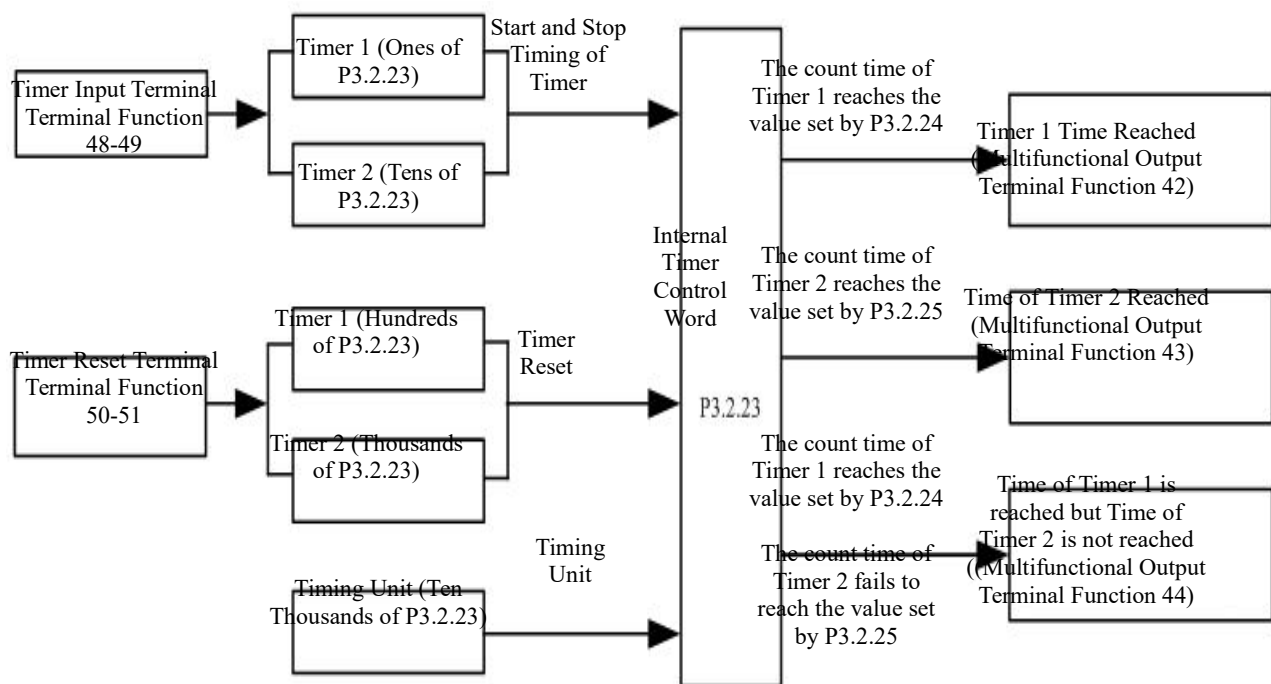 Timer Input Terminal
Terminal Function
48-49
Timer 1 (Ones of
P3.2.23)
Timer 2 (Tens of
P3.2.23)
Start and Stop
Timing of
Timer
Timer Reset Terminal
Terminal Function
50-51
Timer 1 (Hundreds
of P3.2.23)
Timer 2 (Thousands
of P3.2.23)
Timer
Reset
Timing Unit (Ten
Thousands of P3.2.23)
Timing
Unit
Internal
Timer
Control
Word
P3.2.23
The count time of
Timer 1 reaches the
value set by P3.2.24
Timer 1 Time Reached
(Multifunctional Output
Terminal Function 42)
The count time of
Timer 2 reaches the
value set by P3.2.25
Time of Timer 2 Reached
(Multifunctional Output
Terminal Function 43)
The count time of
Timer 1 reaches the
value set by P3.2.24
The count time of
Timer 2 fails to
reach the value set
by P3.2.25
Time of Timer 1 is
reached but Time of
Timer 2 is not reached
((Multifunctional Output
Terminal Function 44)